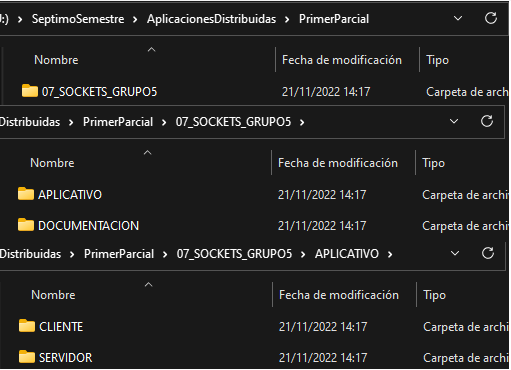 :) > SeptimoSemestre > AplicacionesDistribuidas > PrimerParcial
Nombre Fecha de modificación Tipo
07_SOCKETS_GRUPO5 21/11/2022 14:17 Carpeta de arch
Distribuidas > PrimerParcial > 07_SOCKETS_GRUPO5 >
Nombre Fecha de modificación Tipo
APLICATIVO 21/11/2022 14:17 Carpeta de archi
DOCUMENTACION 21/11/2022 14:17 Carpeta de archi
Distribuidas > PrimerParcial > 07_SOCKETS_GRUPO5 > APLICATIVO >
Nombre Fecha de modificación Tipo
CLIENTE 21/11/2022 14:17 Carpeta de archi
SERVIDOR 21/11/2022 14:17 Carpeta de archi